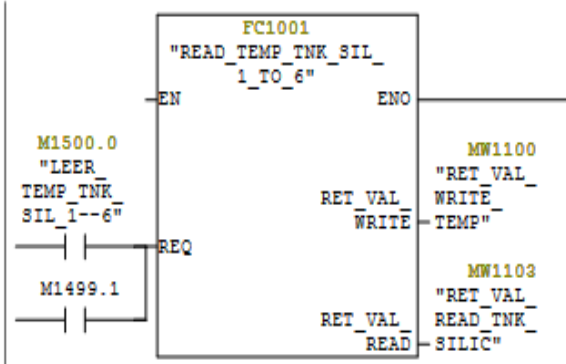 FC1001
"READ_TEMP_TNK_SIL_
1_TO_6"
EN
ENO
M1500.0
"LEER_
TEMP_TNK_
SIL_1--6"
REQ
M1499.1
RET_VAL_
WRITE
MW1100
"RET_VAL_
WRITE_
TEMP"
RET_VAL_
READ
MW1103
"RET_VAL_
READ_TNK_
SILIC"